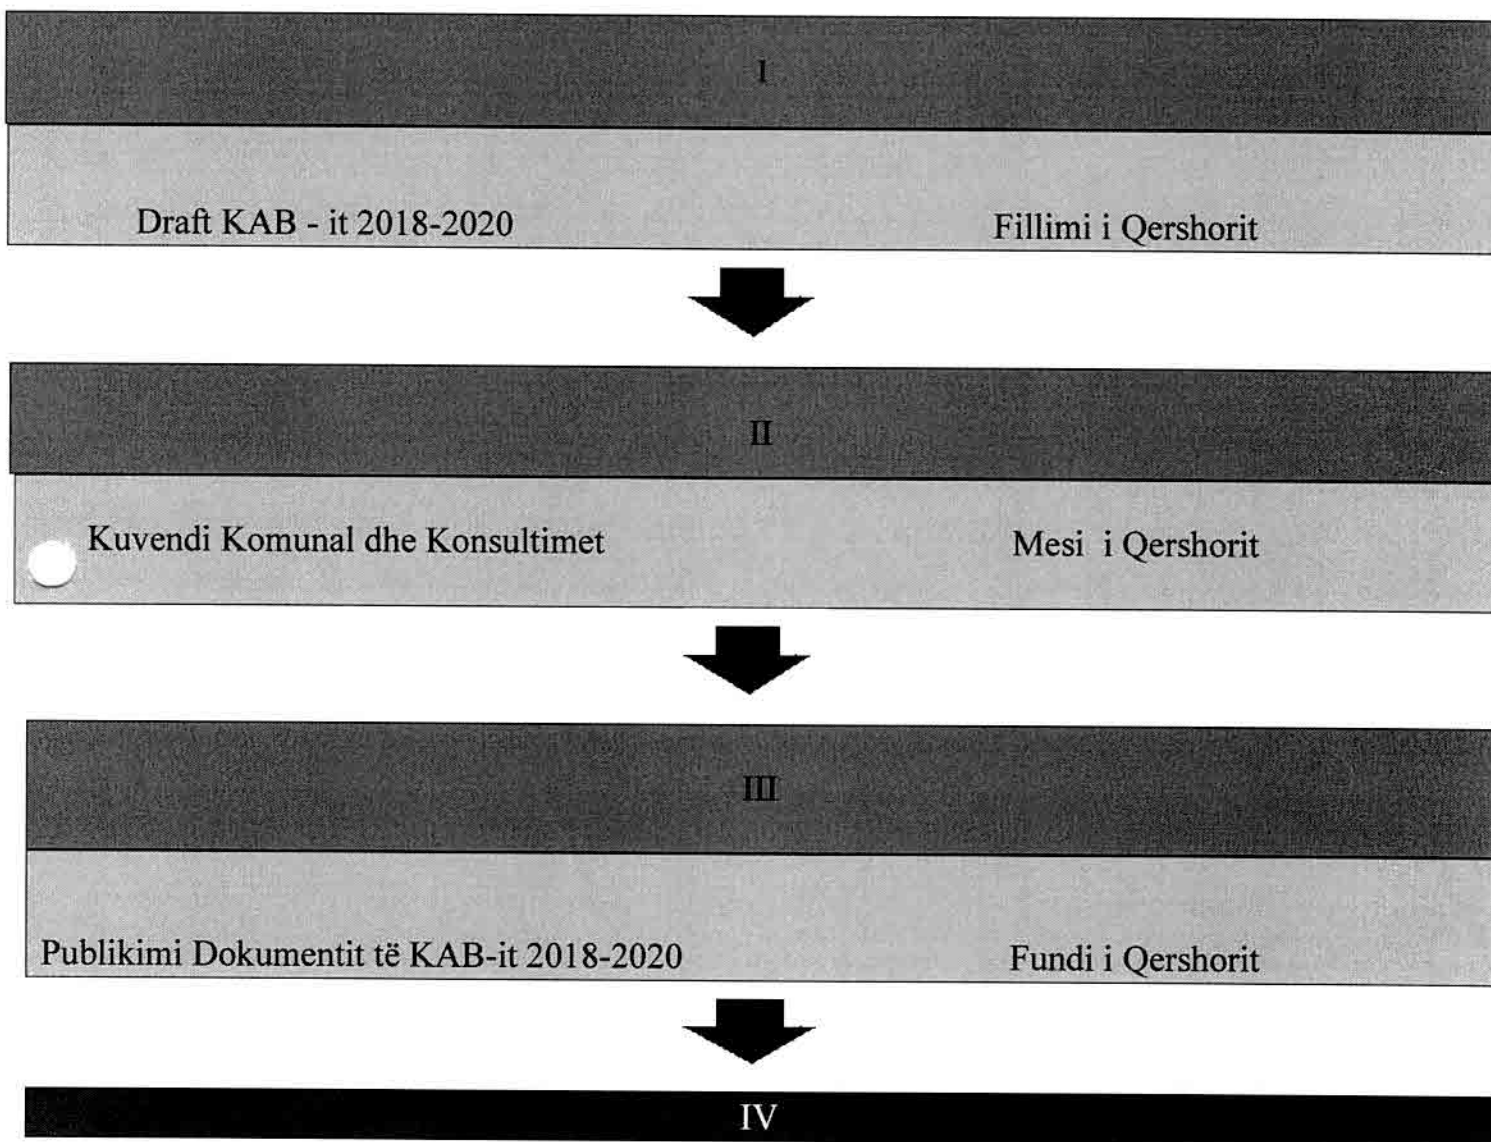 I
Draft KAB - it 2018-2020 Fillimi i Qershorit
II
Kuvendi Komunal dhe Konsultimet Mesi i Qershorit
III
Publikimi Dokumentit të KAB-it 2018-2020 Fundi i Qershorit
IV